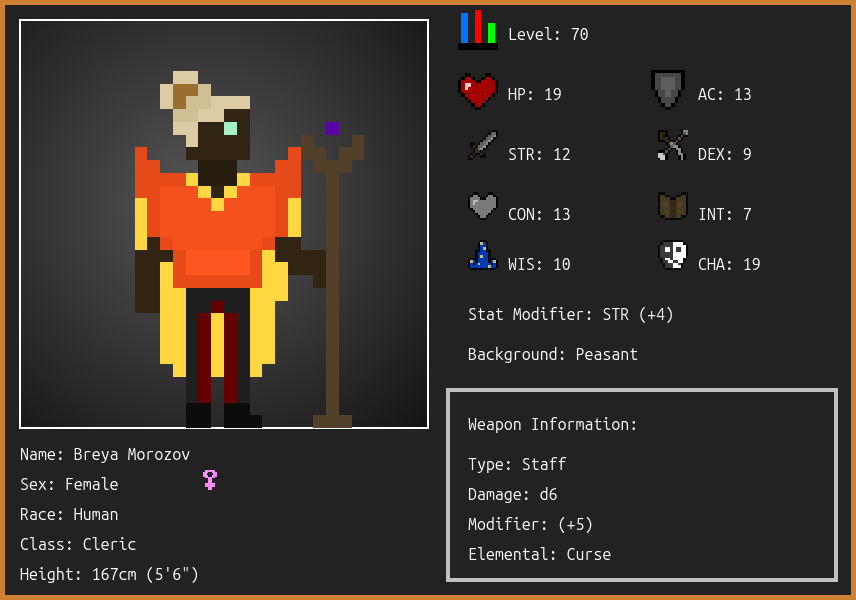 Level: 70
HP: 19
AC: 13
STR: 12
DEX: 9
CON: 13
INT: 7
WIS: 10
CHA: 19
Stat Modifier: STR (+4)
Background: Peasant
Weapon Information:
Type: Staff
Damage: d6
Modifier: (+5)
Elemental: Curse
Name: Breya Morozov
Sex: Female
Race: Human
Class: Cleric
Height: 167cm (5'6")